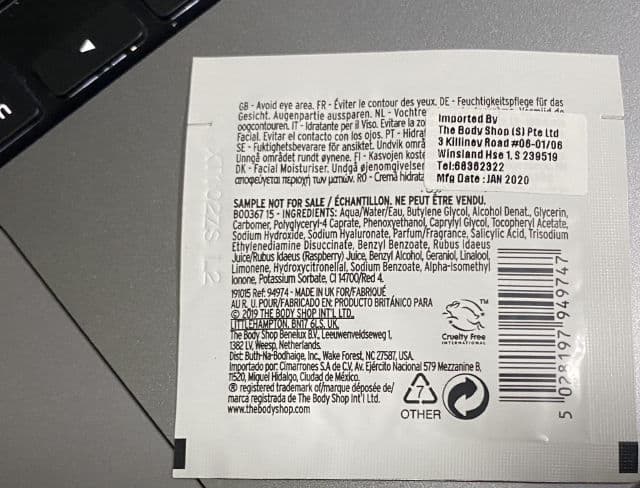 GB - Avoid eye area. FR - Éviter le contour des yeux. DE - Feuchtigkeitspflege für das
Gesicht. Augenpartie aussparen. NL - Vochtre
oogcontouren. IT - Idratante per il Viso. Evitare la zo
Facial. Evitar el contacto con los ojos. PT - Hidrat
SE - Fuktighetsbevarare för ansiktet. Undvik områ
Unngå området rundt øynene. FI - Kasvojen koste
DK - Facial Moisturiser. Undgå øjenomgivelser
αποφεύγεται περιοχή των ματιών. RO - Cremă hidrata
Imported By
The Body Shop (S) Pte Ltd
3 Killiney Road #06-01/06
Winsland Hse 1, S 239519
Tel:68362322
Mfg Date :JAN 2020
SAMPLE NOT FOR SALE / ÉCHANTILLON. NE PEUT ÊTRE VENDU.
B00367 15 - INGREDIENTS: Aqua/Water/Eau, Butylene Glycol, Alcohol Denat., Glycerin,
Carbomer, Polyglyceryl-4 Caprate, Phenoxyethanol, Caprylyl Glycol, Tocopheryl Acetate,
Sodium Hydroxide, Sodium Hyaluronate, Parfum/Fragrance, Salicylic Acid, Trisodium
Ethylenediamine Disuccinate, Benzyl Benzoate, Rubus Idaeus
Juice/Rubus Idaeus (Raspberry) Juice, Benzyl Alcohol, Geraniol, Linalool,
Limonene, Hydroxycitronellal, Sodium Benzoate, Alpha-Isomethyl
Ionone, Potassium Sorbate, CI 14700/Red 4.
191015 Ref: 94974 - MADE IN UK FOR/FABRIQUÉ
AU R. U. POUR/FABRICADO EN: PRODUCTO BRITÁNICO PARA
© 2019 THE BODY SHOP INT'L LTD.
LITTLEHAMPTON, BN17 6LS, UK.
The Body Shop Benelux B.V., Leeuwenveldseweg 1,
1382 LV, Weesp, Netherlands.
Dist: Buth-Na-Bodhaige, Inc., Wake Forest, NC 27587, USA.
Importado por: Cimarrones S.A de C.V, Av. Ejército Nacional 579 Mezzanine B,
11520, Miguel Hidalgo, Ciudad de México.
® registered trademark of/marque déposée de/
marca registrada de The Body Shop Int'l Ltd.
www.thebodyshop.com
TM
Cruelty Free
INTERNATIONAL
7
OTHER
5 028197 949747